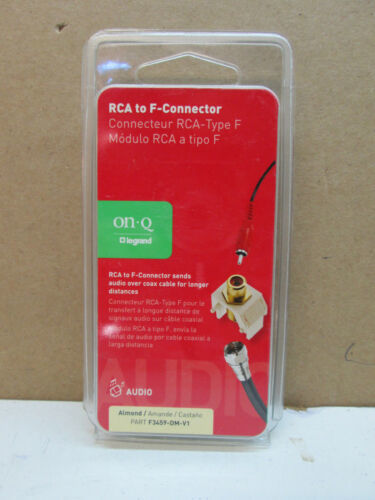 RCA to F-Connector
Connecteur RCA-Type F
Módulo RCA a tipo F
on·Q
legrand
RCA to F-Connector sends
audio over coax cable for longer
distances
Connecteur RCA-Type F pour le
transfert à longue distance de
signaux audio sur câble coaxial
Módulo RCA a tipo F, envía la
señal de audio por cable coaxial a
larga distancia
AUDIO
AUDIO
Almond / Amande / Castaño
PART F3459-DM-V1